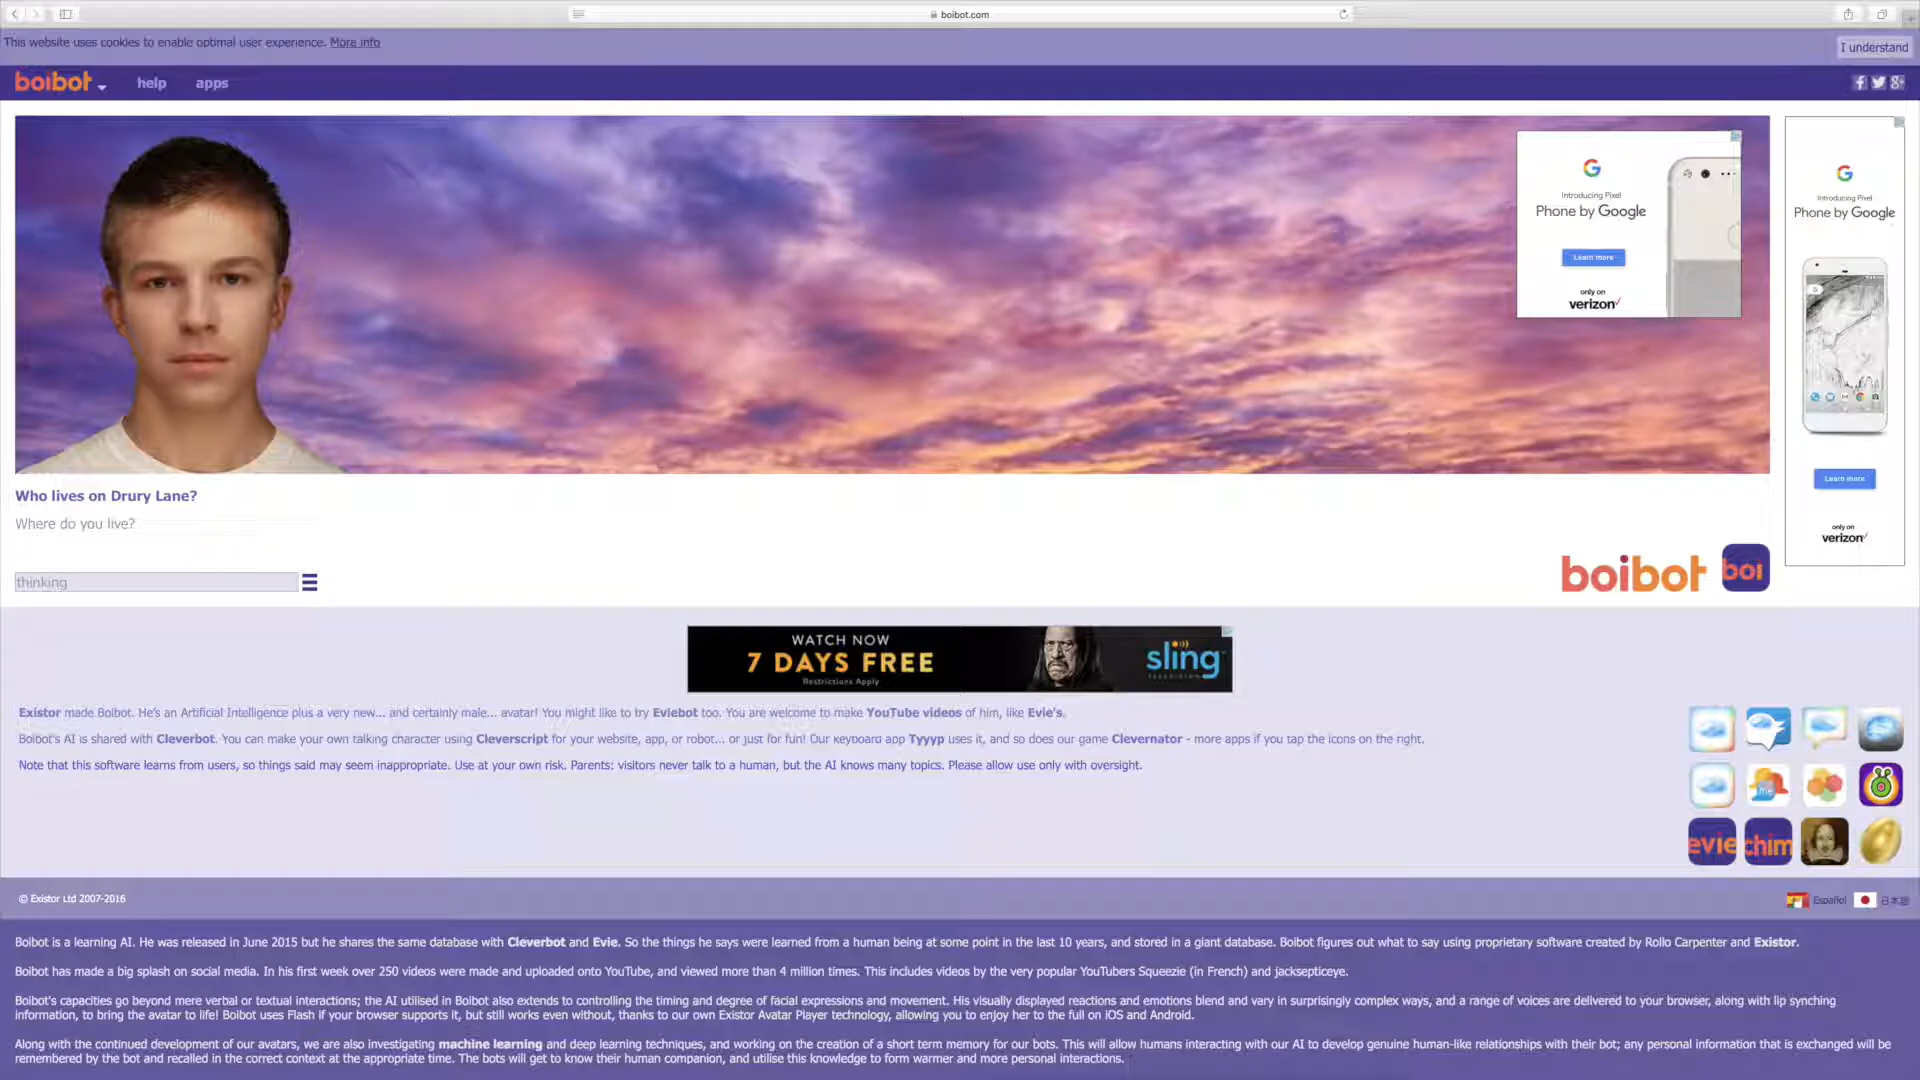 boibot.com
This website uses cookies to enable optimal user experience. More info
I understand
boibot
help
apps
G
Introducing Pixel
Phone by Google
Learn more
only on
verizon
G
Introducing Pixel
Phone by Google
Learn more
only on
verizon
Who lives on Drury Lane?
Where do you live?
thinking
boibot
boi
WATCH NOW
7 DAYS FREE
Restrictions Apply
sling
TELEVISION
Existor made Boibot. He's an Artificial Intelligence plus a very new... and certainly male... avatar! You might like to try Eviebot too. You are welcome to make YouTube videos of him, like Evie's.
Boibot's AI is shared with Cleverbot. You can make your own talking character using Cleverscript for your website, app, or robot... or just for fun! Our keyboard app Tyyyp uses it, and so does our game Clevernator - more apps if you tap the icons on the right.
Note that this software learns from users, so things said may seem inappropriate. Use at your own risk. Parents: visitors never talk to a human, but the AI knows many topics. Please allow use only with oversight.
me
evie
chim
© Existor Ltd 2007-2016
Español
日本語
Boibot is a learning AI. He was released in June 2015 but he shares the same database with Cleverbot and Evie. So the things he says were learned from a human being at some point in the last 10 years, and stored in a giant database. Boibot figures out what to say using proprietary software created by Rollo Carpenter and Existor.
Boibot has made a big splash on social media. In his first week over 250 videos were made and uploaded onto YouTube, and viewed more than 4 million times. This includes videos by the very popular YouTubers Squeezie (in French) and jacksepticeye.
Boibot's capacities go beyond mere verbal or textual interactions; the AI utilised in Boibot also extends to controlling the timing and degree of facial expressions and movement. His visually displayed reactions and emotions blend and vary in surprisingly complex ways, and a range of voices are delivered to your browser, along with lip synching
information, to bring the avatar to life! Boibot uses Flash if your browser supports it, but still works even without, thanks to our own Existor Avatar Player technology, allowing you to enjoy her to the full on iOS and Android.
Along with the continued development of our avatars, we are also investigating machine learning and deep learning techniques, and working on the creation of a short term memory for our bots. This will allow humans interacting with our AI to develop genuine human-like relationships with their bot; any personal information that is exchanged will be
remembered by the bot and recalled in the correct context at the appropriate time. The bots will get to know their human companion, and utilise this knowledge to form warmer and more personal interactions.